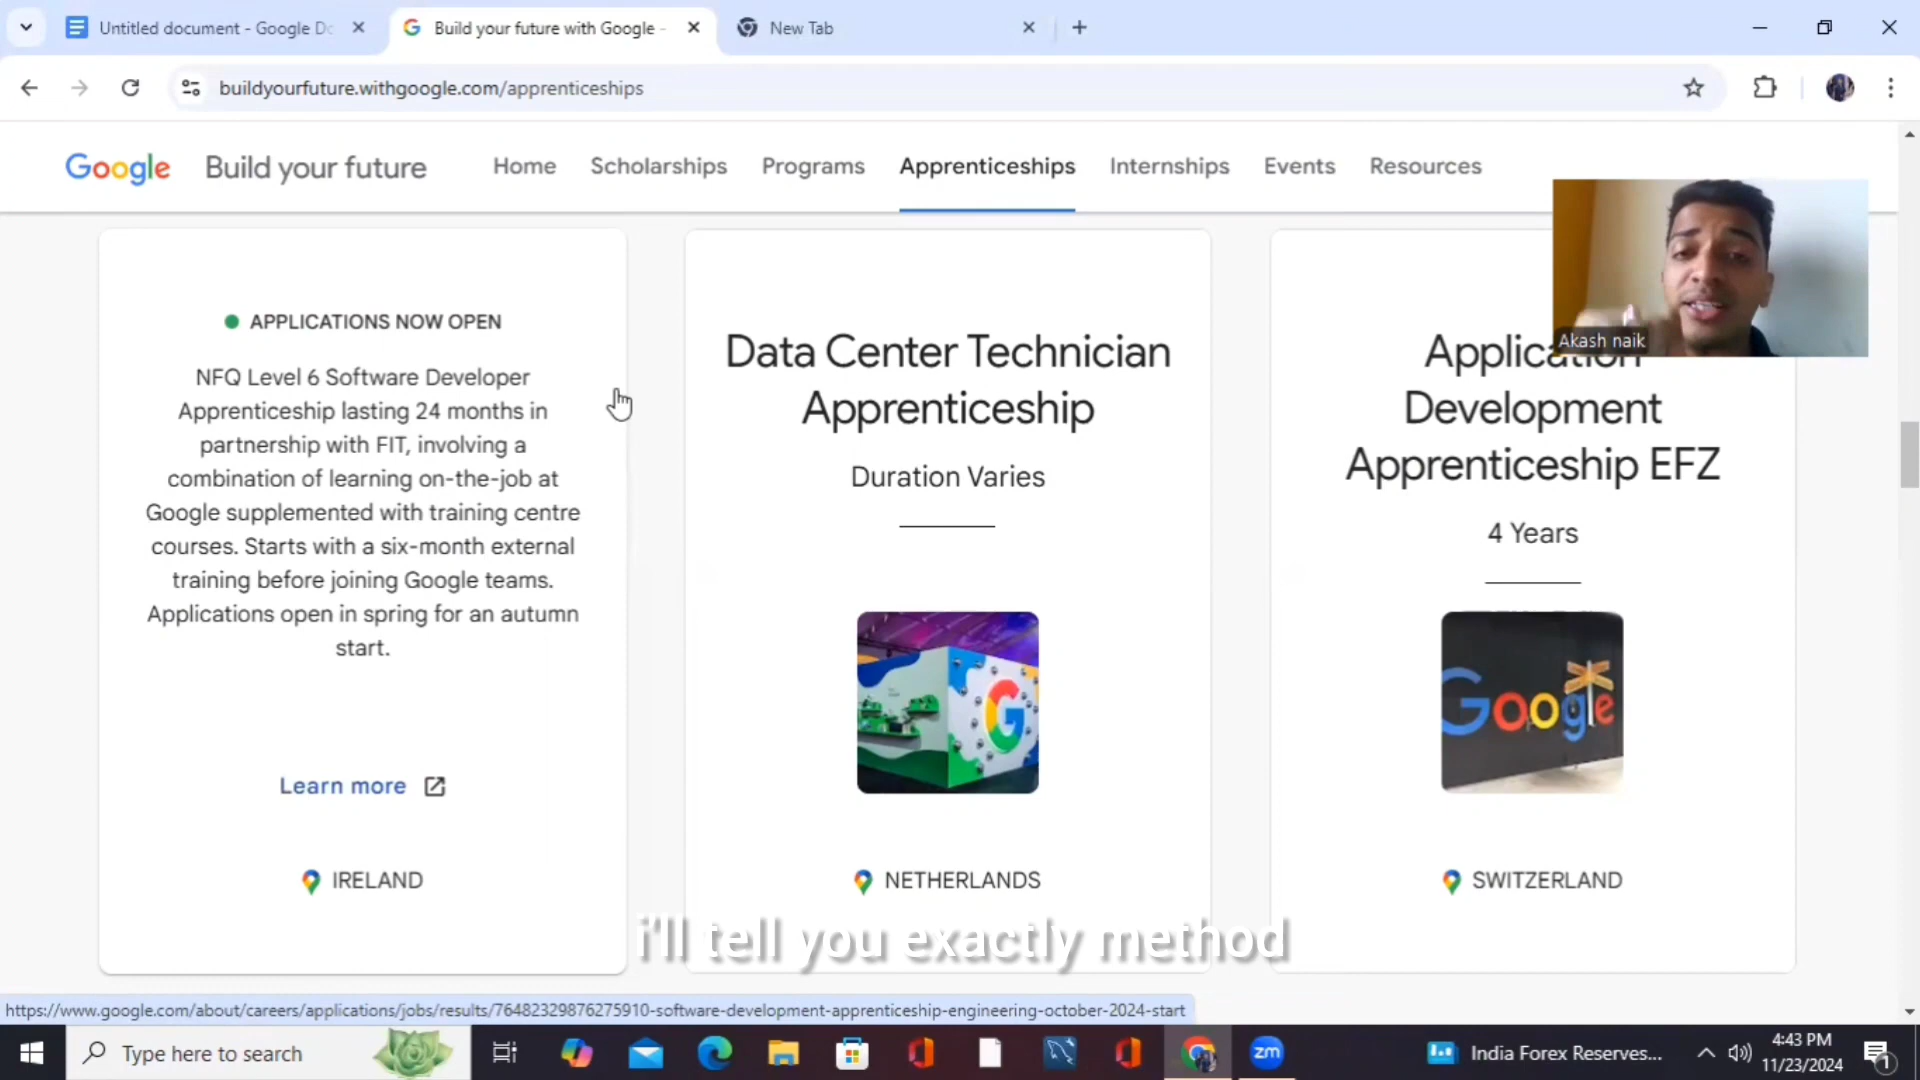 Untitled document - Google Do
Build your future with Google -
New Tab
buildyourfuture.withgoogle.com/apprenticeships
Google Build your future
Home
Scholarships
Programs
Apprenticeships
Internships
Events
Resources
Akash naik
APPLICATIONS NOW OPEN
NFQ Level 6 Software Developer
Apprenticeship lasting 24 months in
partnership with FIT, involving a
combination of learning on-the-job at
Google supplemented with training centre
courses. Starts with a six-month external
training before joining Google teams.
Applications open in spring for an autumn
start.
Learn more
IRELAND
Data Center Technician
Apprenticeship
Duration Varies
G
NETHERLANDS
Application
Development
Apprenticeship EFZ
4 Years
Google
SWITZERLAND
i'll tell you exactly method
https://www.google.com/about/careers/applications/jobs/results/76482329876275910-software-development-apprenticeship-engineering-october-2024-start
Type here to search
zm
India Forex Reserves...
4:43 PM
11/23/2024
1